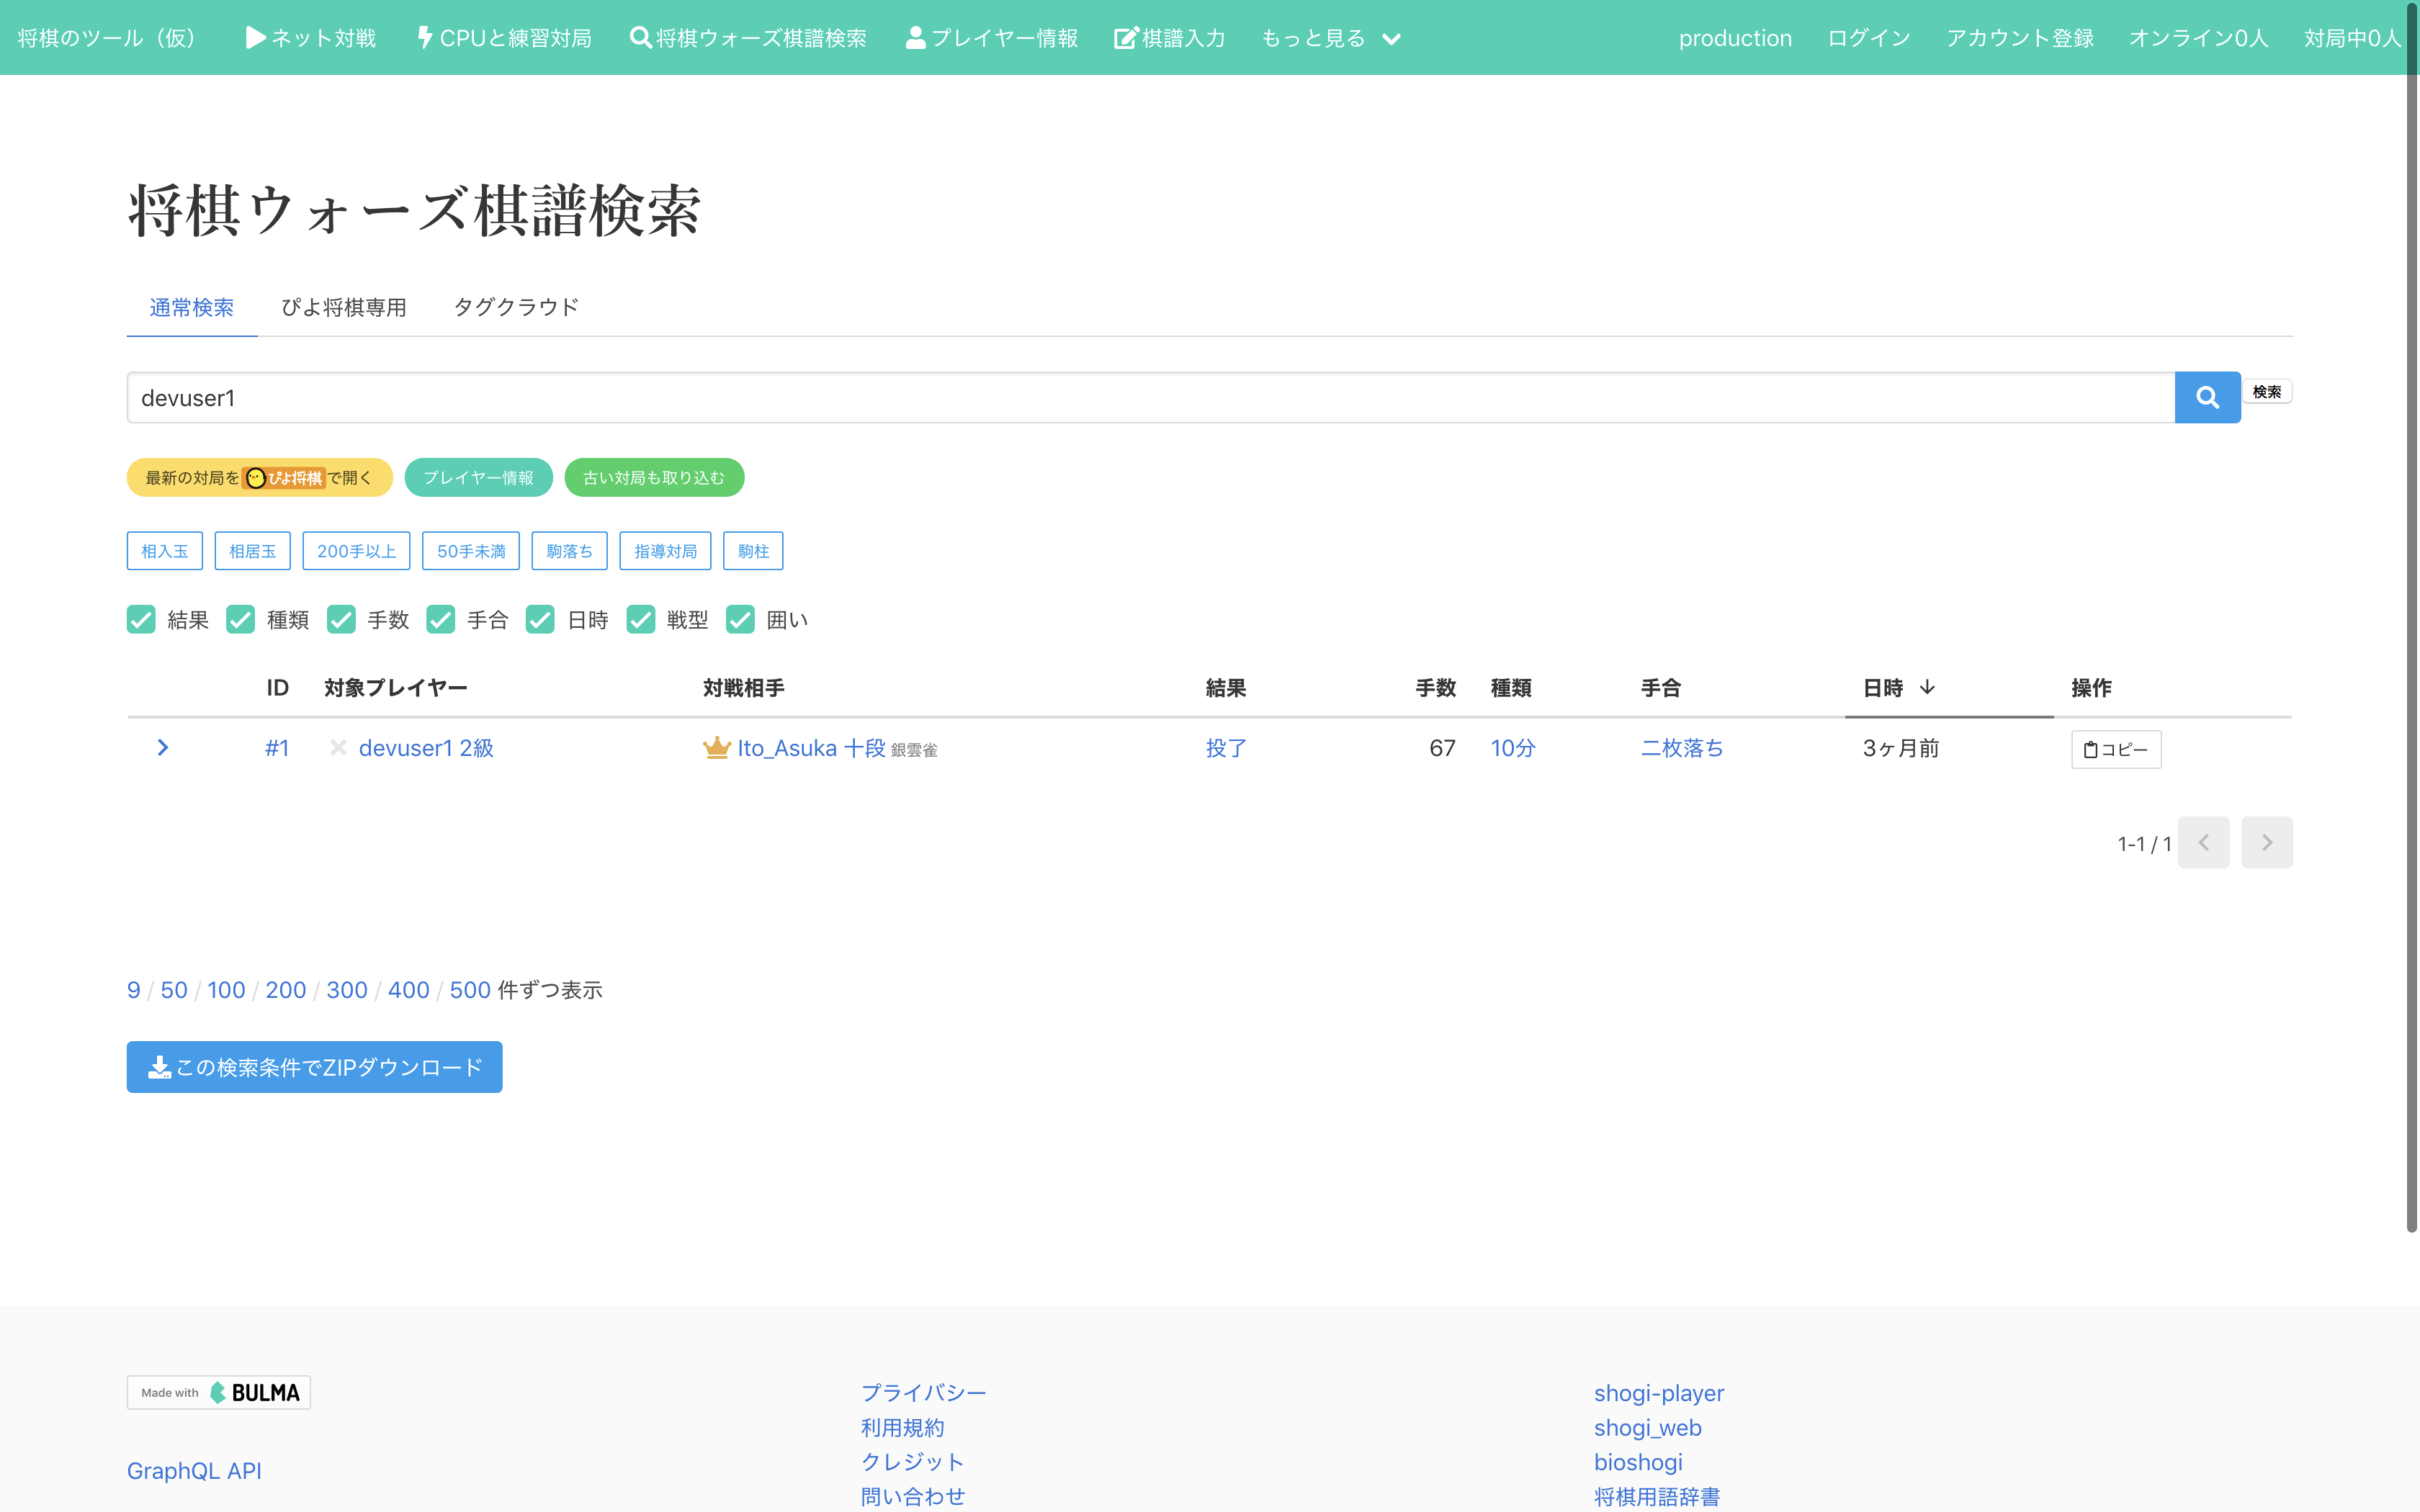 将棋のツール（仮） ネット対戦 CPUと練習対局 将棋ウォーズ棋譜検索 プレイヤー情報 棋譜入力 もっと見る production ログイン アカウント登録 オンライン0人 対局中0人
将棋ウォーズ棋譜検索
通常検索 ぴよ将棋専用 タグクラウド
devuser1 検索
最新の対局をぴよ将棋で開く プレイヤー情報 古い対局も取り込む
相入玉 相居玉 200手以上 50手未満 駒落ち 指導対局 駒柱
結果 種類 手数 手合 日時 戦型 囲い
ID 対象プレイヤー 対戦相手 結果 手数 種類 手合 日時 操作
#1 devuser1 2級 Ito_Asuka 十段 銀雲雀 投了 67 10分 二枚落ち 3ヶ月前 コピー
1-1 / 1
9 / 50 / 100 / 200 / 300 / 400 / 500 件ずつ表示
この検索条件でZIPダウンロード
Made with BULMA
GraphQL API
プライバシー
利用規約
クレジット
問い合わせ
shogi-player
shogi_web
bioshogi
将棋用語辞書